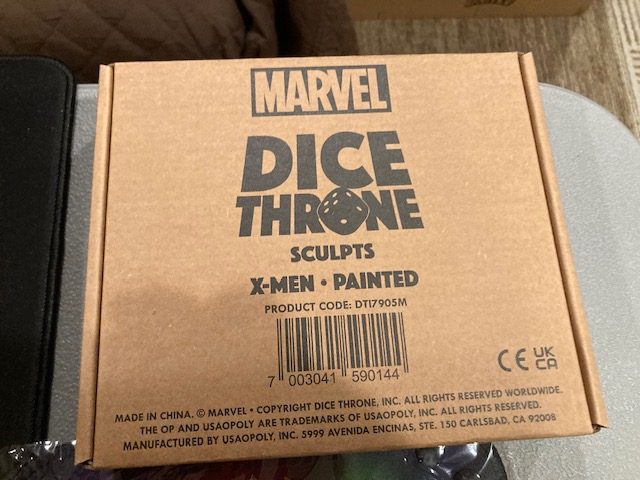 MARVEL
DICE
THRONE
SCULPTS
X-MEN • PAINTED
PRODUCT CODE: DTI7905M
7 003041 590144
CE UK
CA
MADE IN CHINA. © MARVEL • COPYRIGHT DICE THRONE, INC. ALL RIGHTS RESERVED WORLDWIDE.
THE OP AND USAOPOLY ARE TRADEMARKS OF USAOPOLY, INC. ALL RIGHTS RESERVED.
MANUFACTURED BY USAOPOLY, INC. 5999 AVENIDA ENCINAS, STE. 150 CARLSBAD, CA 92008